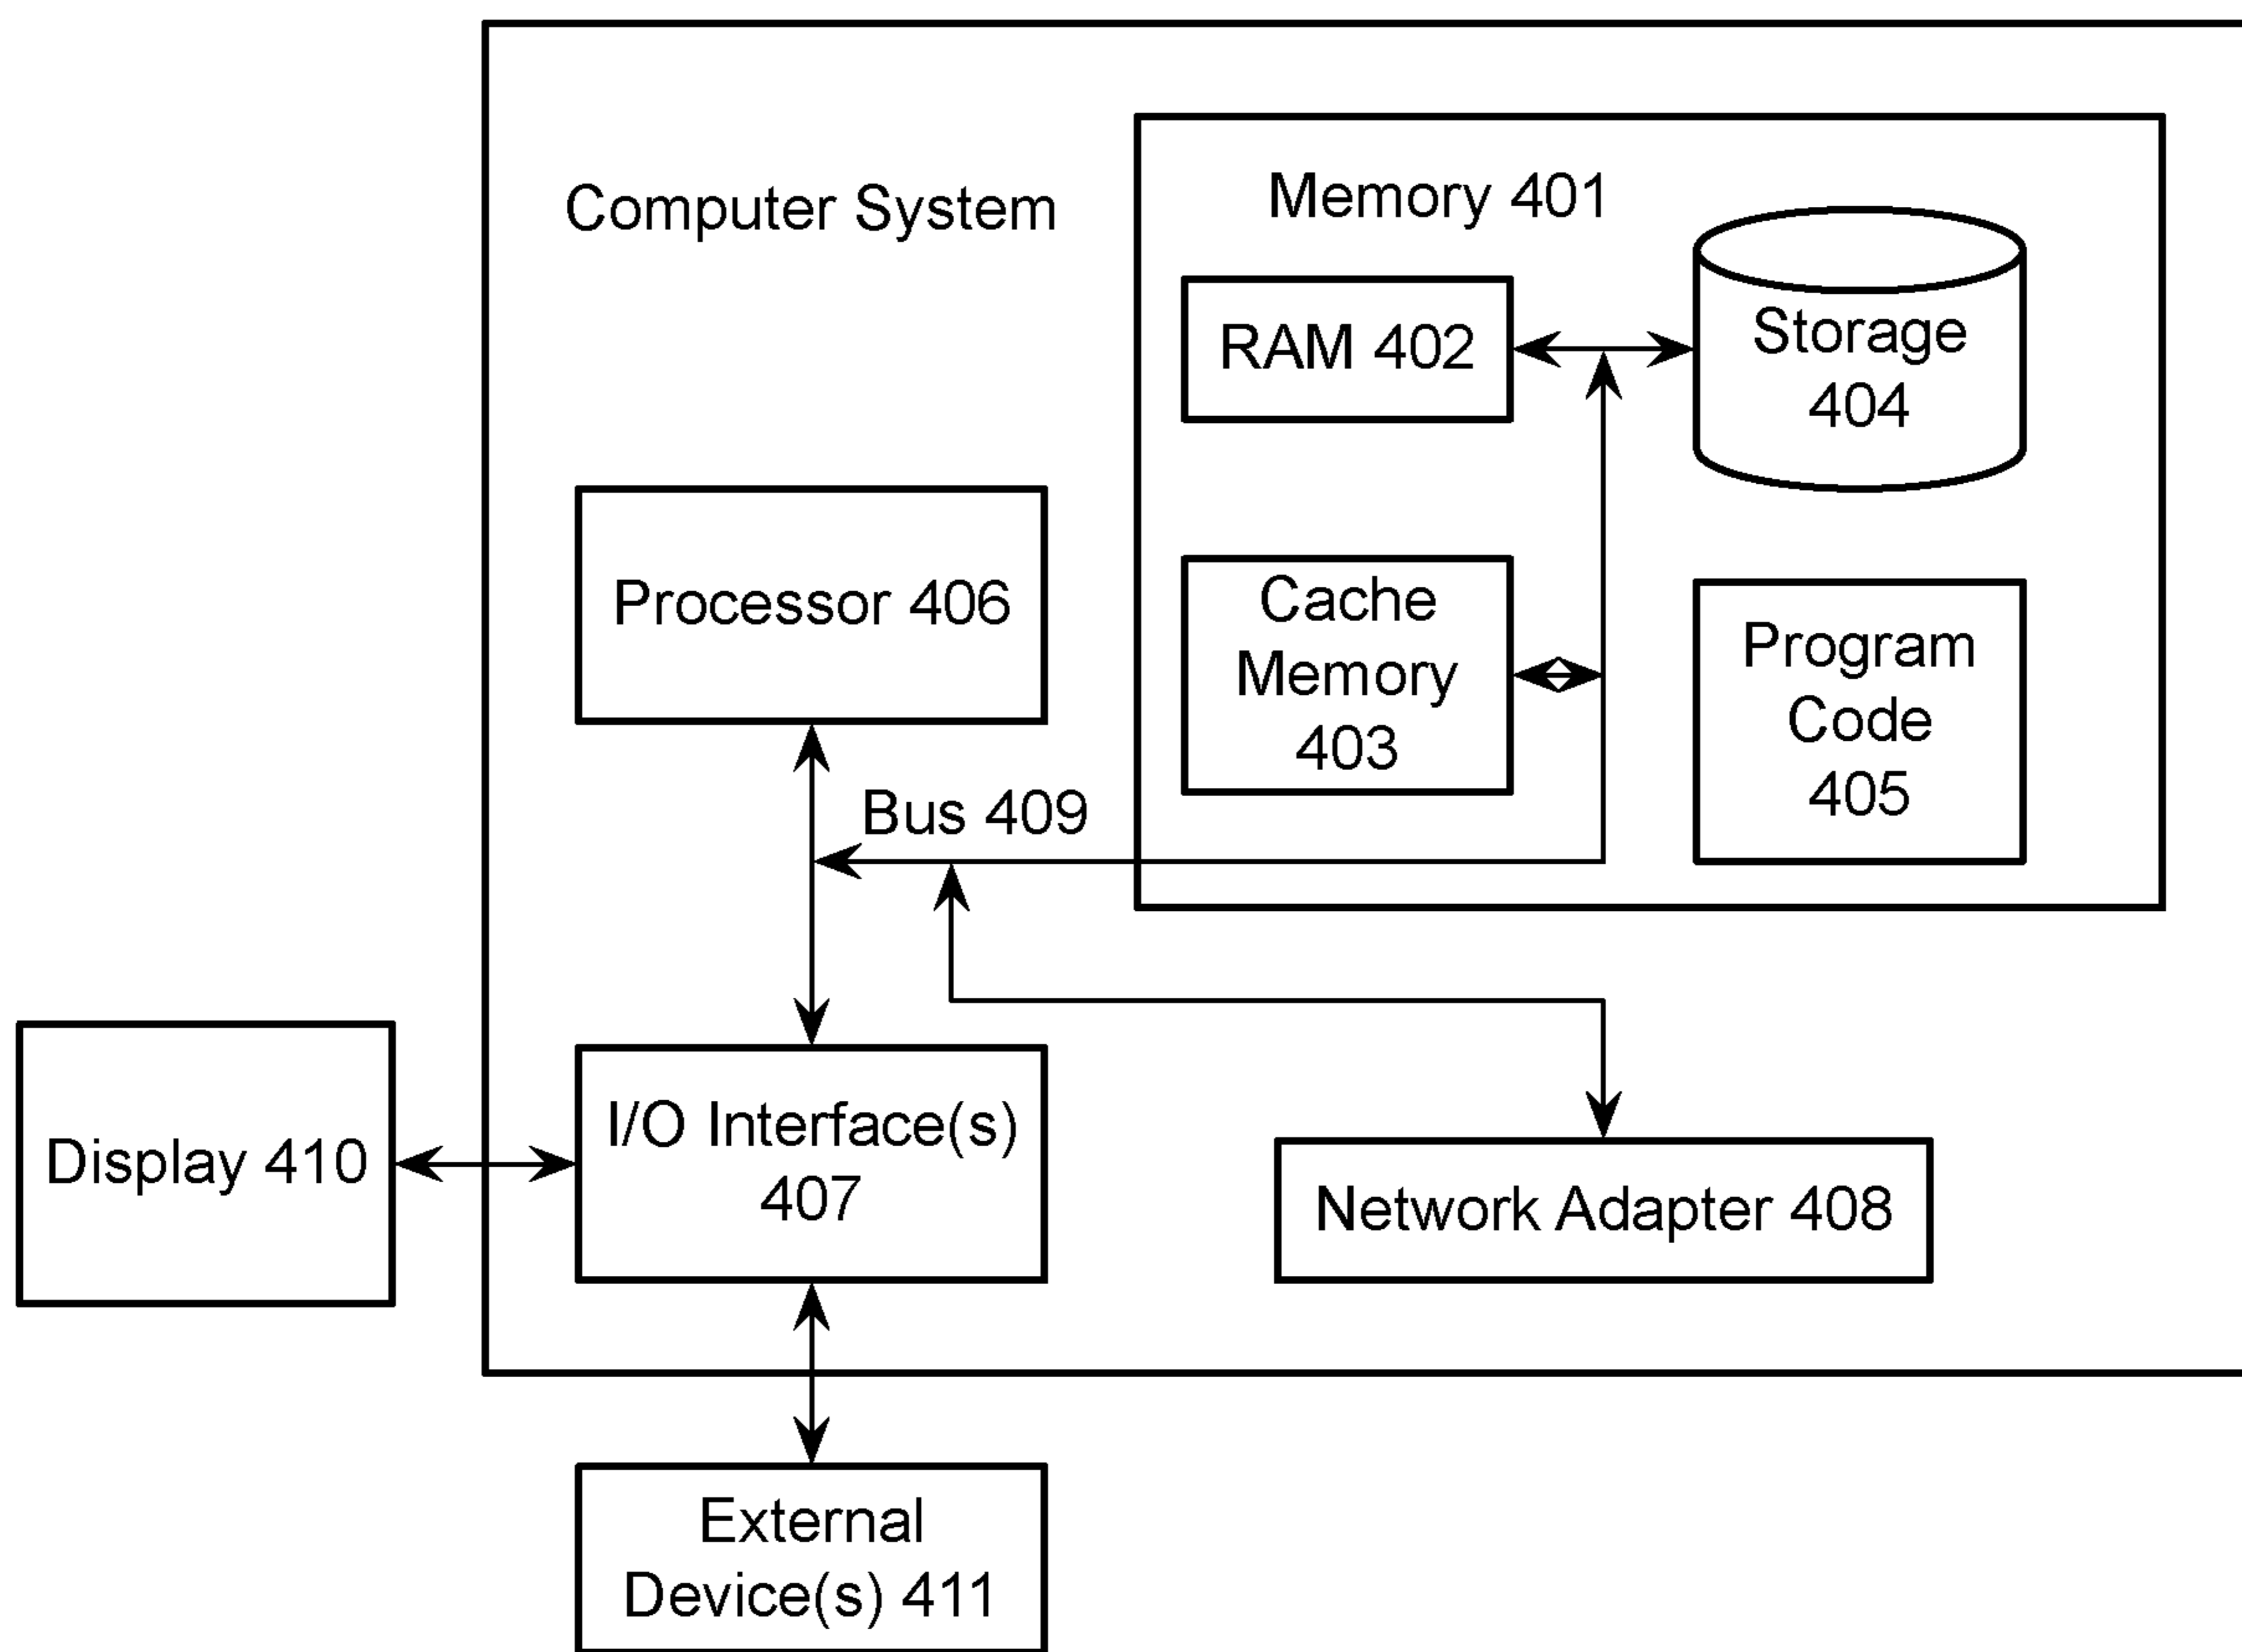 Computer System
Memory 401
RAM 402
Storage
404
Processor 406
Cache
Memory
403
Program
Code
405
Bus 409
Display 410
I/O Interface(s)
407
Network Adapter 408
External
Device(s) 411